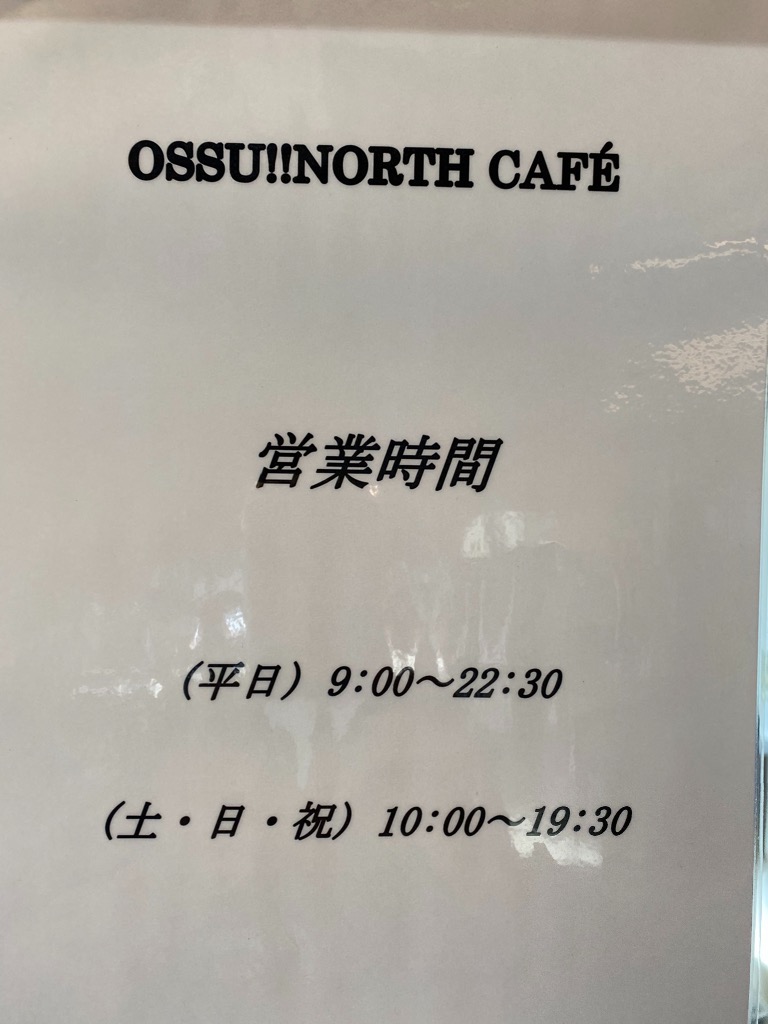 OSSU!!NORTH CAFÉ
営業時間
（平日）9:00～22:30
（土・日・祝）10:00～19:30